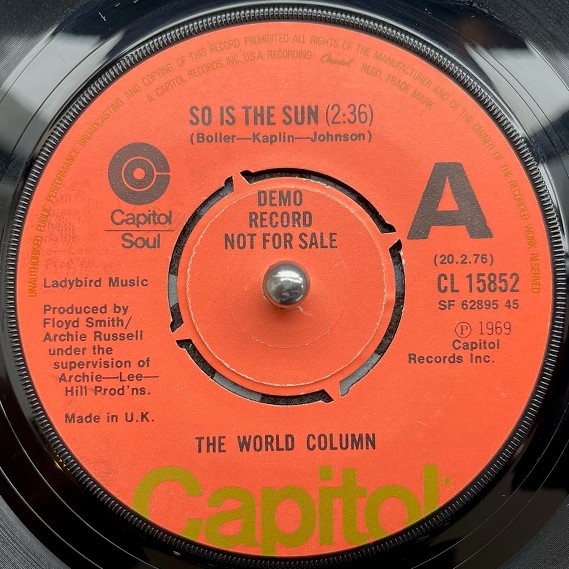 UNAUTHORISED PUBLIC PERFORMANCE, BROADCASTING AND COPYING OF THIS RECORD PROHIBITED ALL RIGHTS OF THE MANUFACTURER AND OF THE OWNER OF THE RECORDED WORK RESERVED
A. CAPITOL RECORDS INC. U.S.A. RECORDING Capitol REGD. TRADE MARK
SO IS THE SUN (2:36)
(Boller—Kaplin—Johnson)
Capitol
Soul
DEMO
RECORD
NOT FOR SALE
A
(20.2.76)
CL 15852
SF 62895 45
Ⓟ 1969
Capitol
Records Inc.
Ladybird Music
Produced by
Floyd Smith/
Archie Russell
under the
supervision of
Archie—Lee—
Hill Prod'ns.
Made in U.K.
THE WORLD COLUMN
Capitol®